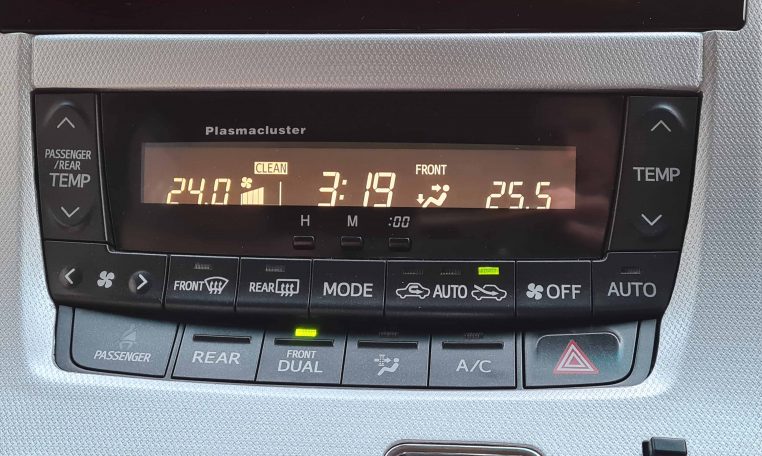 Plasmacluster
PASSENGER
/REAR
TEMP
CLEAN
24.0
3:19
FRONT
25.5
TEMP
H M :00
FRONT
REAR
MODE
AUTO
OFF
AUTO
PASSENGER
REAR
FRONT
DUAL
A/C